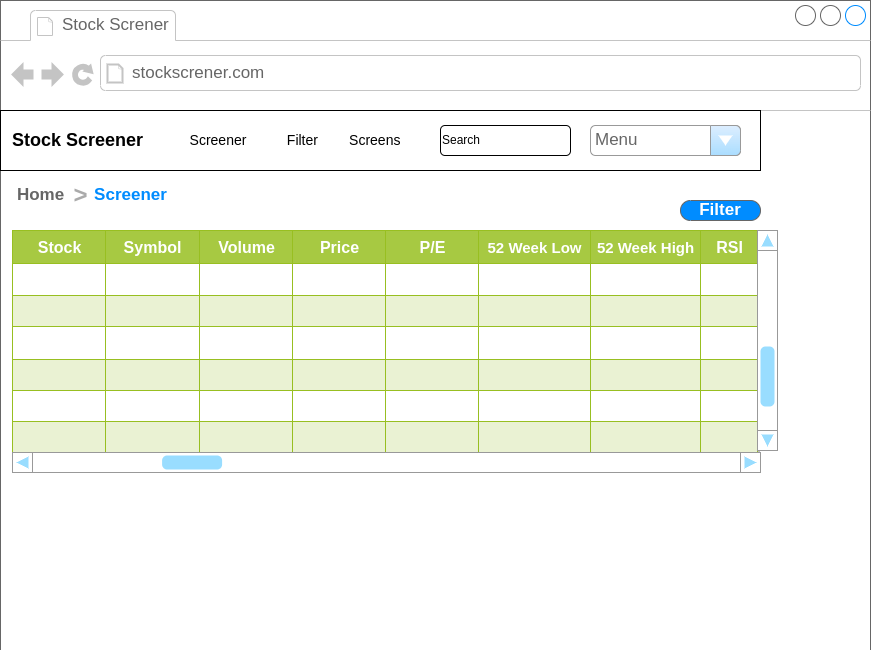 Stock Screner
stockscrener.com
Stock Screener Screener Filter Screens Search Menu
Home > Screener
Filter
Stock Symbol Volume Price P/E 52 Week Low 52 Week High RSI